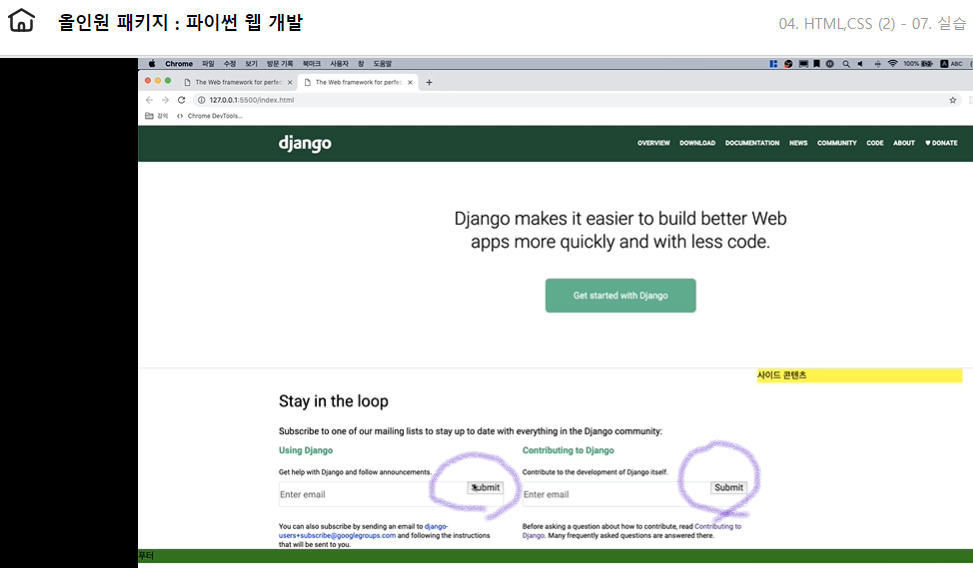 올인원 패키지 : 파이썬 웹 개발
04. HTML,CSS (2) - 07. 실습
Chrome 파일 수정 보기 방문 기록 북마크 사용자 창 도움말
100% ABC
The Web framework for perfec
The Web framework for perfec
127.0.0.1:5500/index.html
강의 Chrome DevTools...
django
OVERVIEW DOWNLOAD DOCUMENTATION NEWS COMMUNITY CODE ABOUT ♥ DONATE
Django makes it easier to build better Web
apps more quickly and with less code.
Get started with Django
사이드 콘텐츠
Stay in the loop
Subscribe to one of our mailing lists to stay up to date with everything in the Django community:
Using Django
Get help with Django and follow announcements.
Enter email
Submit
You can also subscribe by sending an email to django-
users+subscribe@googlegroups.com and following the instructions
that will be sent to you.
Contributing to Django
Contribute to the development of Django itself.
Enter email
Submit
Before asking a question about how to contribute, read Contributing to
Django. Many frequently asked questions are answered there.
푸터